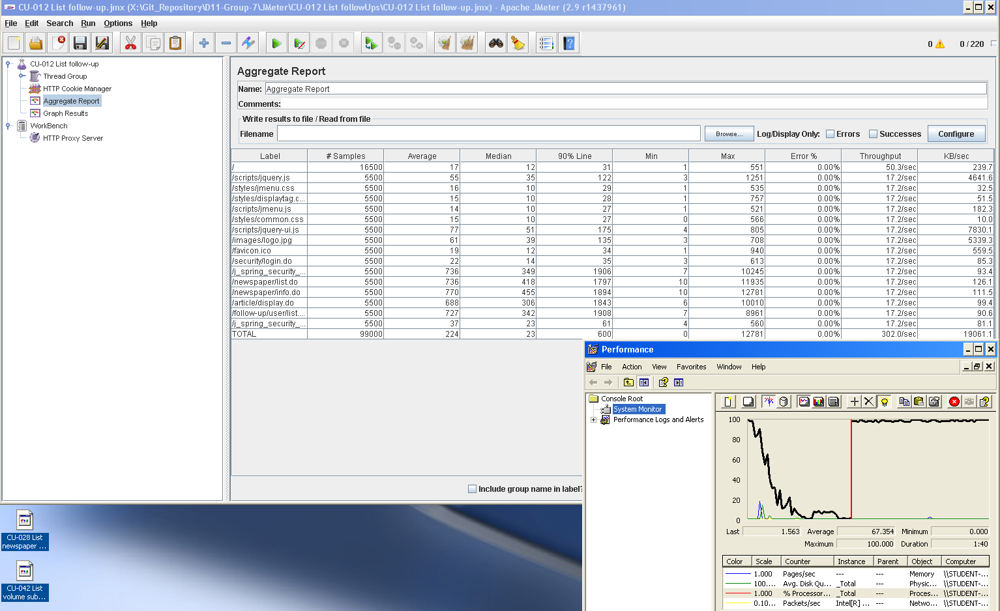 CU-012 List follow-up.jmx (X:\Git_Repository\D11-Group-7\JMeter\CU-012 List followUps\CU-012 List follow-up.jmx) - Apache JMeter (2.9 r1437961)
File Edit Search Run Options Help
0 0 / 220
CU-012 List follow-up
Thread Group
HTTP Cookie Manager
Aggregate Report
Graph Results
WorkBench
HTTP Proxy Server
Aggregate Report
Name: Aggregate Report
Comments:
Write results to file / Read from file
Filename Browse... Log/Display Only: Errors Successes Configure
Label # Samples Average Median 90% Line Min Max Error % Throughput KB/sec
/ 16500 17 12 31 1 551 0.00% 50.3/sec 239.7
/scripts/jquery.js 5500 55 35 122 3 1251 0.00% 17.2/sec 4641.6
/styles/jmenu.css 5500 16 10 29 1 535 0.00% 17.2/sec 32.5
/styles/displaytag.c... 5500 15 10 28 1 757 0.00% 17.2/sec 51.5
/scripts/jmenu.js 5500 14 10 27 1 521 0.00% 17.2/sec 182.3
/styles/common.css 5500 15 10 27 0 566 0.00% 17.2/sec 10.0
/scripts/jquery-ui.js 5500 77 51 175 4 805 0.00% 17.2/sec 7830.1
/images/logo.jpg 5500 61 39 135 3 708 0.00% 17.2/sec 5339.3
/favicon.ico 5500 19 12 34 1 940 0.00% 17.2/sec 559.5
/security/login.do 5500 22 14 35 3 613 0.00% 17.2/sec 85.3
/j_spring_security_... 5500 736 349 1906 7 10245 0.00% 17.2/sec 93.4
/newspaper/list.do 5500 736 418 1797 10 11935 0.00% 17.2/sec 126.1
/newspaper/info.do 5500 770 455 1894 10 12781 0.00% 17.2/sec 111.5
/article/display.do 5500 688 306 1843 6 10010 0.00% 17.2/sec 99.4
/follow-up/user/list.... 5500 727 342 1908 7 8961 0.00% 17.2/sec 90.6
/j_spring_security_... 5500 37 23 61 4 560 0.00% 17.2/sec 81.1
TOTAL 99000 224 23 600 0 12781 0.00% 302.0/sec 19061.1
Include group name in label?
Performance
File Action View Favorites Window Help
Console Root
System Monitor
Performance Logs and Alerts
100
80
60
40
20
0
Last 1.563 Average 67.354 Minimum 0.000
Maximum 100.000 Duration 1:40
Color Scale Counter Instance Parent Object Computer
1.000 Pages/sec --- --- Memory \\STUDENT-...
100.... Avg. Disk Qu... _Total --- Physic... \\STUDENT-...
1.000 % Processor... _Total --- Proces... \\STUDENT-...
0.10... Packets/sec Intel[R] ... --- Netwo... \\STUDENT-...
CU-028 List
newspaper ...
CU-042 List
volume sub...